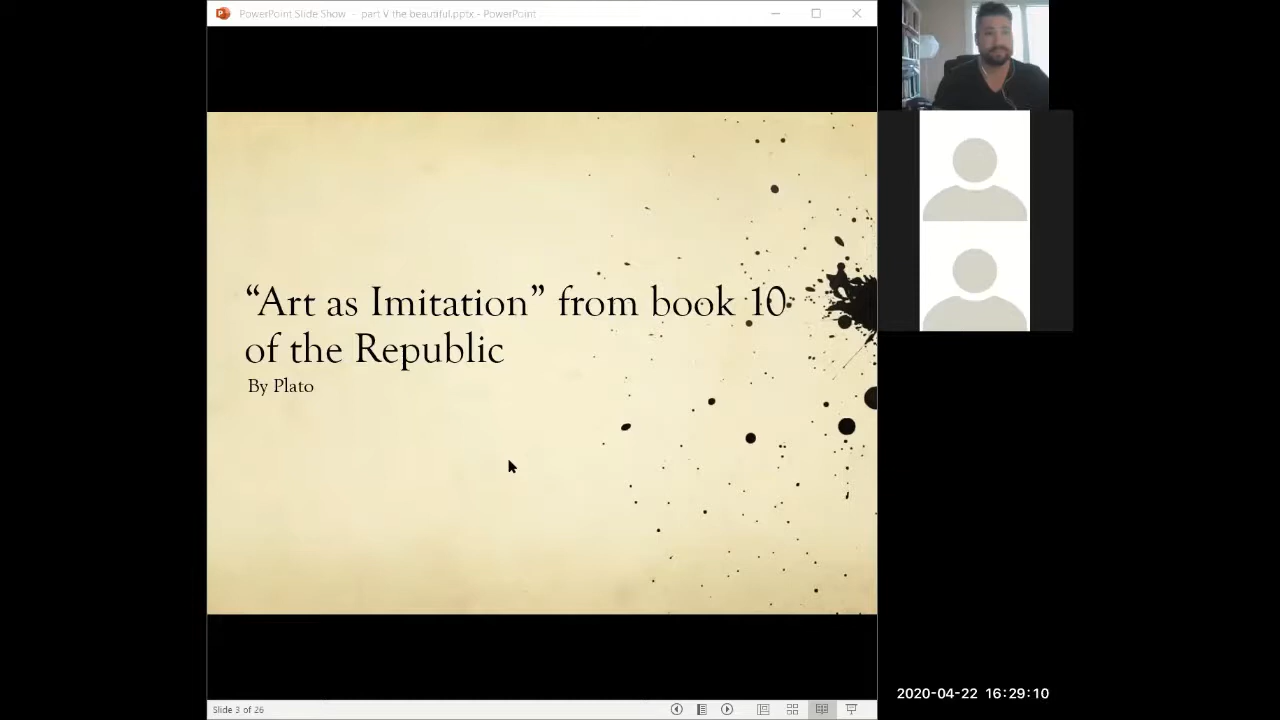 PowerPoint Slide Show - part V the beautiful.pptx - PowerPoint
“Art as Imitation” from book 10
of the Republic
By Plato
Slide 3 of 26
2020-04-22 16:29:10